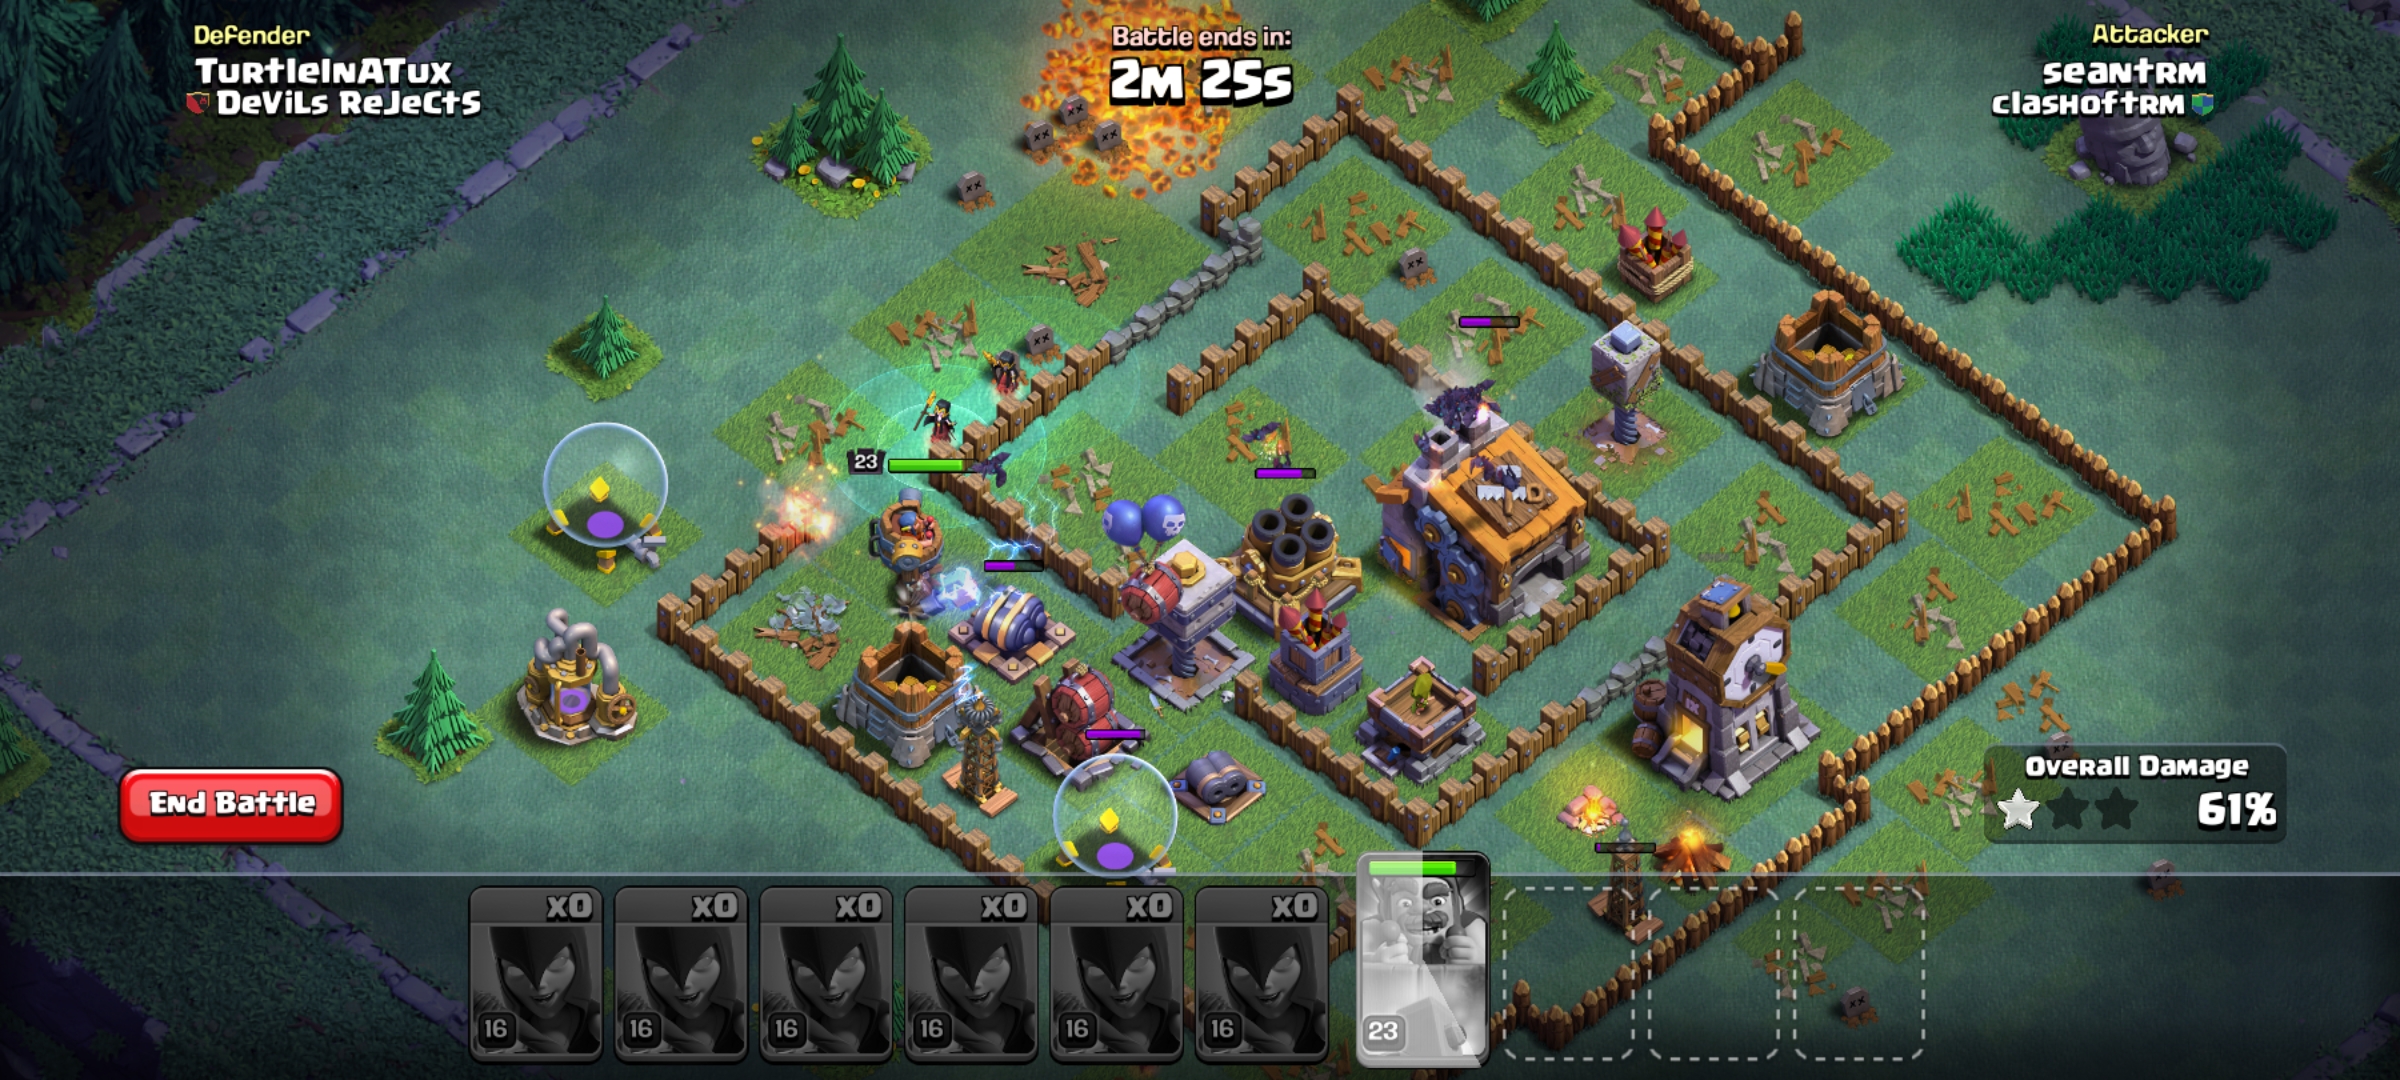 Defender
TurtleInATux
Devils Rejects
Battle ends in:
2M 25s
Attacker
seantrm
clashoftrm
23
Overall Damage
61%
End Battle
x0
x0
x0
x0
x0
x0
16
16
16
16
16
16
23